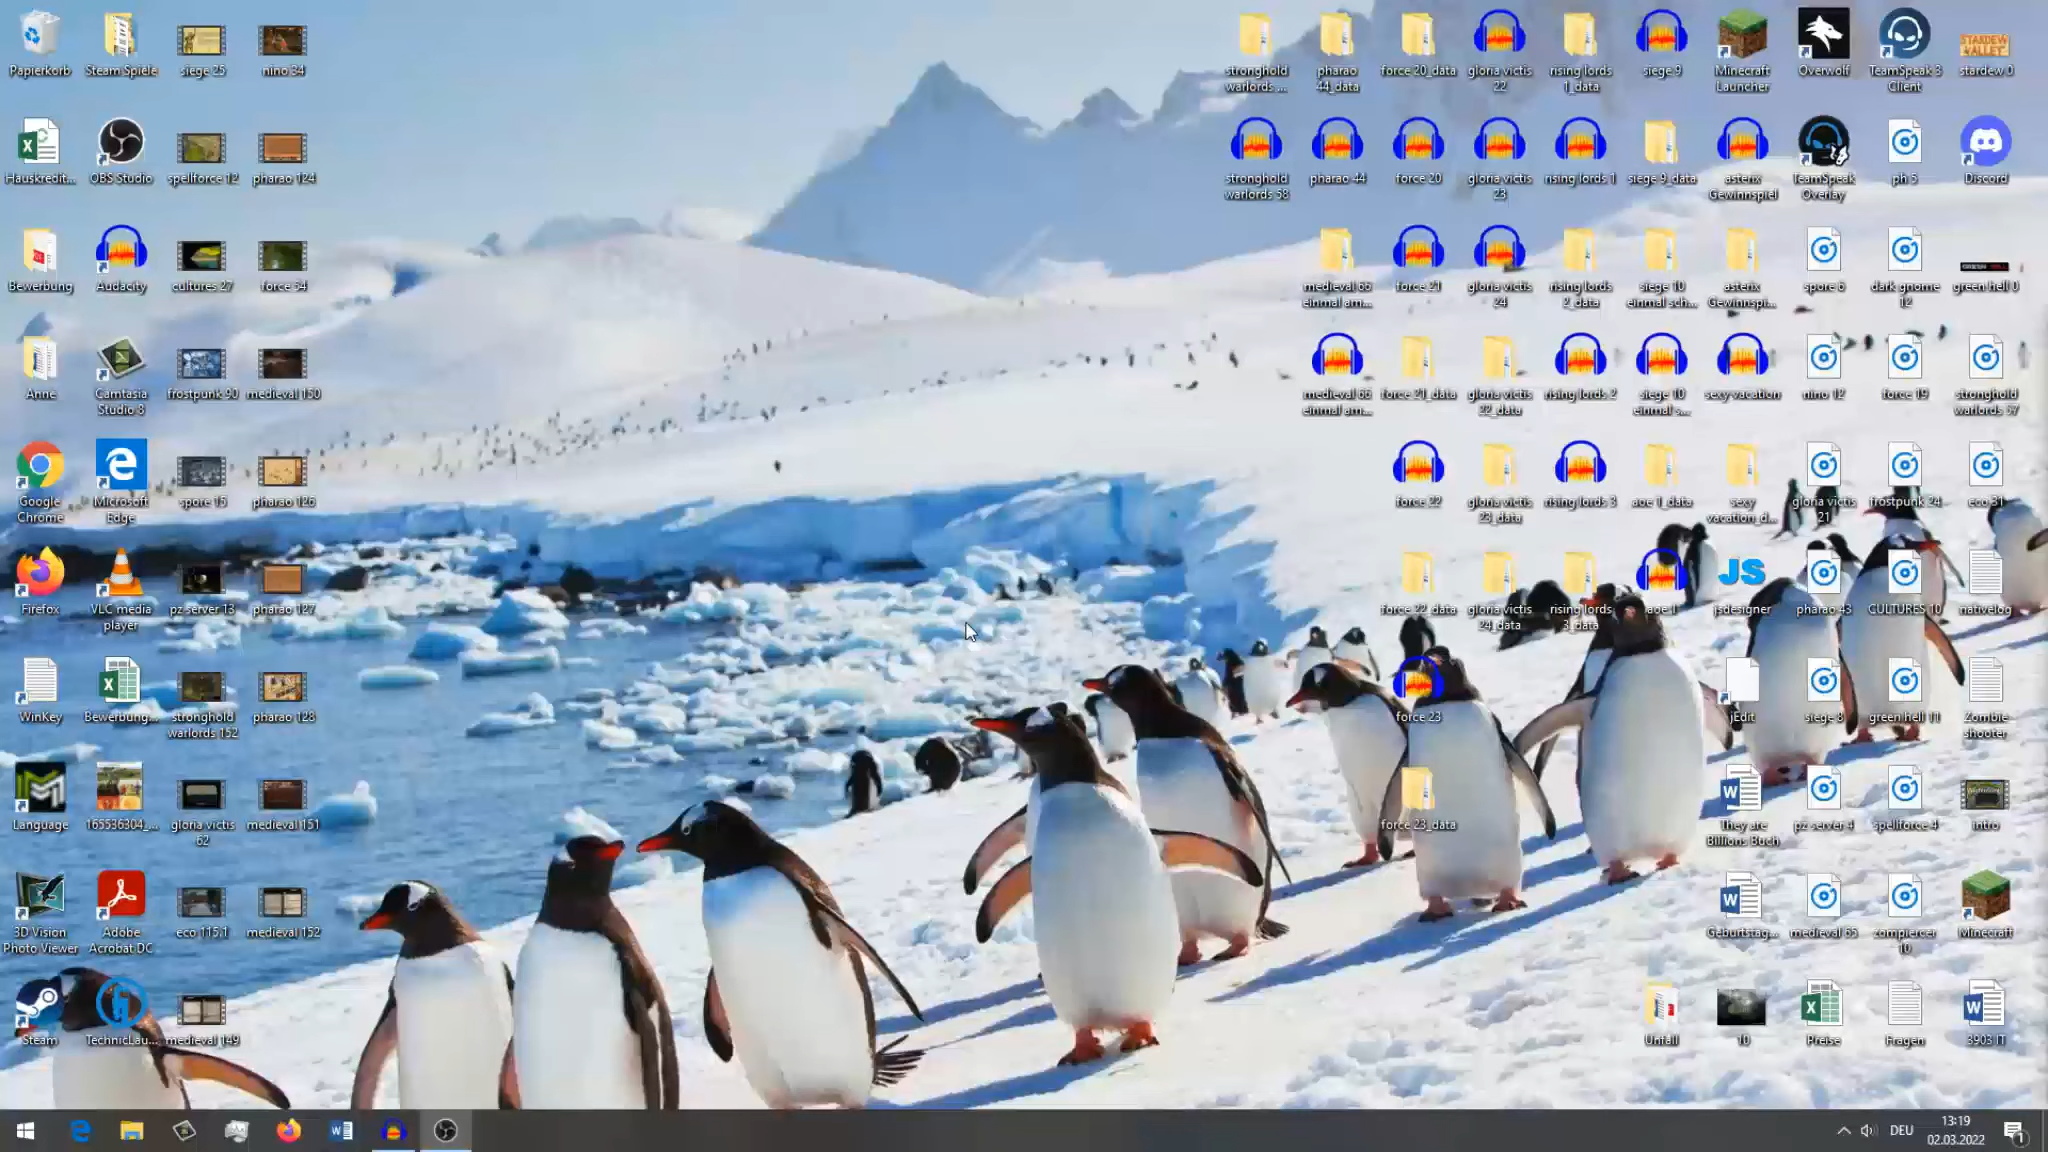 Papierkorb
Steam Spiele
siege 25
nino 34
stronghold
warlords ...
pharao
44_data
force 20_data
gloria victis
22
rising lords
1_data
siege 9
Minecraft
Launcher
Overwolf
TeamSpeak 3
Client
STARDEW
VALLEY
stardew 0
Hauskredit...
OBS Studio
spellforce 12
pharao 124
stronghold
warlords 58
pharao 44
force 20
gloria victis
23
rising lords 1
siege 9_data
asterix
Gewinnspiel
TeamSpeak
Overlay
ph 5
Discord
Bewerbung
Audacity
cultures 27
force 54
medieval 66
einmal am...
force 21
gloria victis
24
rising lords
2_data
siege 10
einmal sch...
asterix
Gewinnspi...
spore 6
dark gnome
12
green hell 0
Anne
Camtasia
Studio 8
frostpunk 90
medieval 150
medieval 66
einmal am...
force 21_data
gloria victis
22_data
rising lords 2
siege 10
einmal s...
sexy vacation
nino 12
force 19
stronghold
warlords 57
Google
Chrome
Microsoft
Edge
spore 15
pharao 126
force 22
gloria victis
23_data
rising lords 3
aoe 1_data
sexy
vacation_d...
gloria victis
21
frostpunk 24
eco 31
Firefox
VLC media
player
pz server 13
pharao 127
force 22_data
gloria victis
24_data
rising lords
3_data
aoe 1
JS
jsdesigner
pharao 43
CULTURES 10
nativelog
WinKey
Bewerbung...
stronghold
warlords 152
pharao 128
force 23
jEdit
siege 8
green hell 11
Zombie
shooter
Language
165536304_...
gloria victis
62
medieval 151
force 23_data
They are
Billions Buch
pz server 4
spellforce 4
intro
3D Vision
Photo Viewer
Adobe
Acrobat DC
eco 115.1
medieval 152
Geburtstag...
medieval 65
zompiercer
10
Minecraft
Steam
TechnicLau...
medieval 149
Unfall
10
Preise
Fragen
3903 IT
DEU
13:19
02.03.2022
1